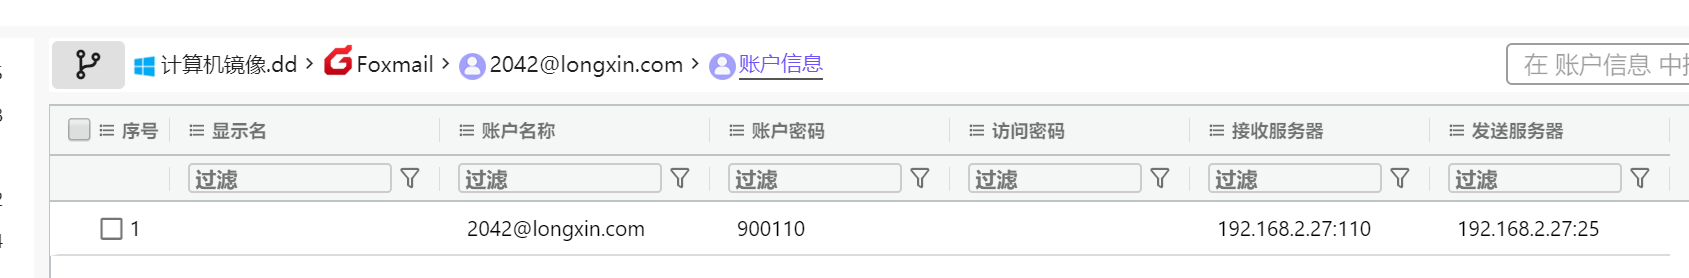 计算机镜像.dd > Foxmail > 2042@longxin.com > 账户信息
在 账户信息 中
序号 显示名 账户名称 账户密码 访问密码 接收服务器 发送服务器
过滤 过滤 过滤 过滤 过滤 过滤
1 2042@longxin.com 900110 192.168.2.27:110 192.168.2.27:25